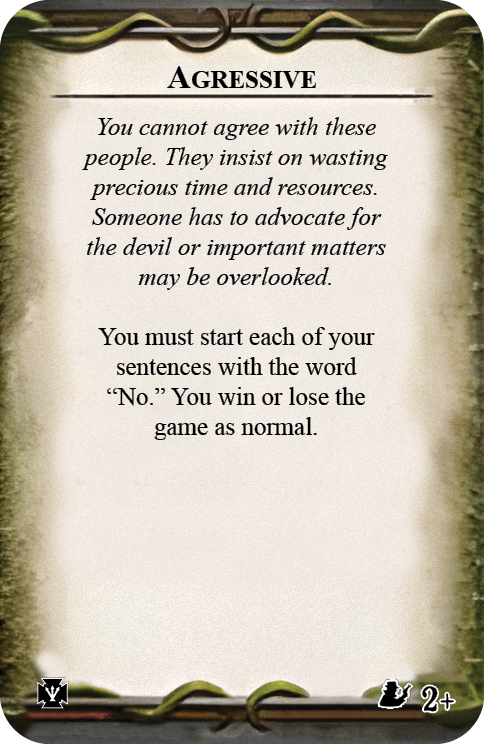 AGRESSIVE
You cannot agree with these
people. They insist on wasting
precious time and resources.
Someone has to advocate for
the devil or important matters
may be overlooked.
You must start each of your
sentences with the word
“No.” You win or lose the
game as normal.
2+